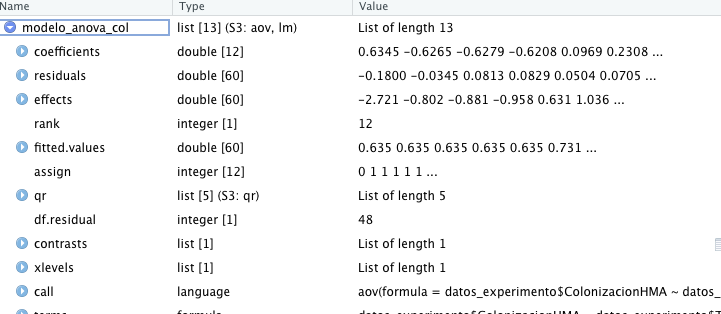 Name Type Value
modelo_anova_col list [13] (S3: aov, lm) List of length 13
coefficients double [12] 0.6345 -0.6265 -0.6279 -0.6208 0.0969 0.2308 ...
residuals double [60] -0.1800 -0.0345 0.0813 0.0829 0.0504 0.0705 ...
effects double [60] -2.721 -0.802 -0.881 -0.958 0.631 1.036 ...
rank integer [1] 12
fitted.values double [60] 0.635 0.635 0.635 0.635 0.635 0.731 ...
assign integer [12] 0 1 1 1 1 1 ...
qr list [5] (S3: qr) List of length 5
df.residual integer [1] 48
contrasts list [1] List of length 1
xlevels list [1] List of length 1
call language aov(formula = datos_experimento$ColonizacionHMA ~ datos_
terms formula datos_experimento$ColonizacionHMA ~ datos_experimento$